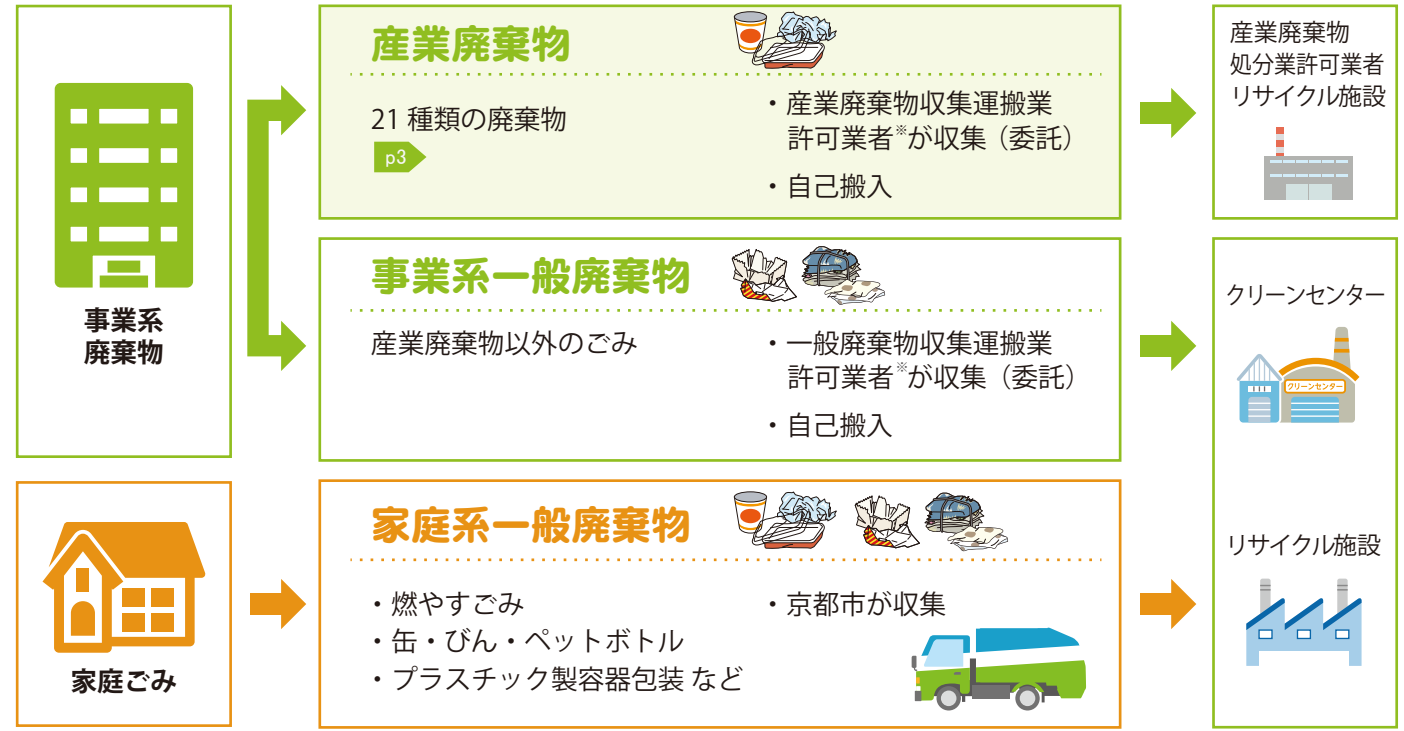 事業系
廃棄物
産業廃棄物
21 種類の廃棄物
p3
・産業廃棄物収集運搬業
許可業者※が収集（委託）
・自己搬入
産業廃棄物
処分業許可業者
リサイクル施設
事業系一般廃棄物
産業廃棄物以外のごみ
・一般廃棄物収集運搬業
許可業者※が収集（委託）
・自己搬入
クリーンセンター
クリーンセンター
家庭ごみ
家庭系一般廃棄物
・燃やすごみ
・缶・びん・ペットボトル
・プラスチック製容器包装 など
・京都市が収集
リサイクル施設